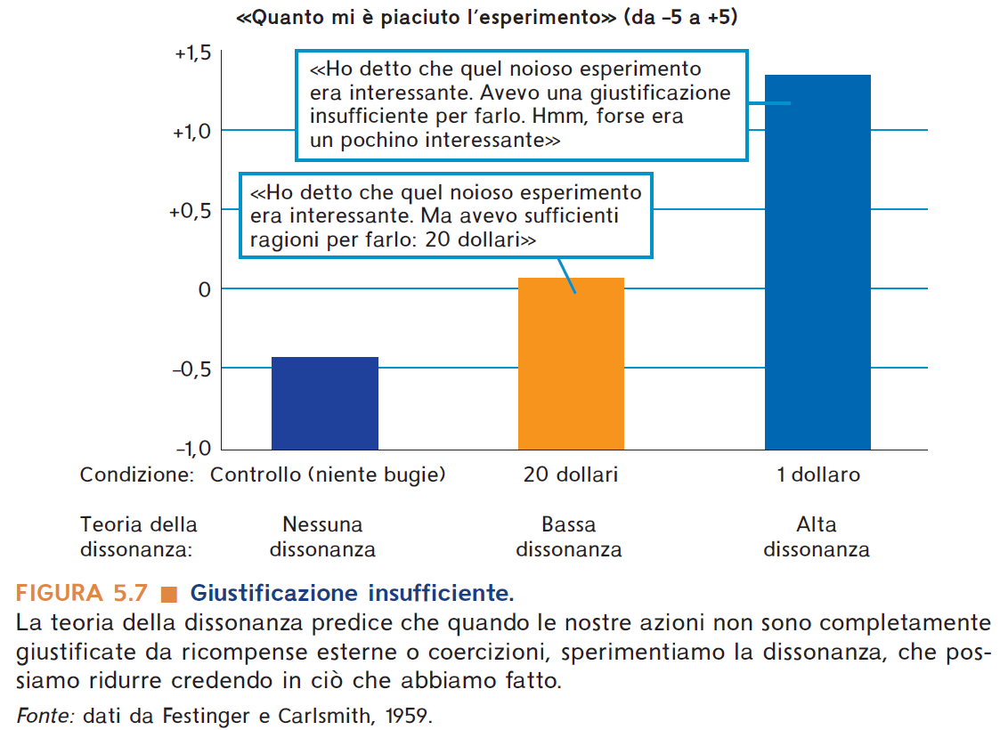 «Quanto mi è piaciuto l’esperimento» (da –5 a +5)
+1,5
«Ho detto che quel noioso esperimento
era interessante. Avevo una giustificazione
insufficiente per farlo. Hmm, forse era
un pochino interessante»
+1,0
«Ho detto che quel noioso esperimento
era interessante. Ma avevo sufficienti
ragioni per farlo: 20 dollari»
+0,5
0
–0,5
–1,0
Condizione: Controllo (niente bugie) 20 dollari 1 dollaro
Teoria della Nessuna Bassa Alta
dissonanza: dissonanza dissonanza dissonanza
FIGURA 5.7 ■ Giustificazione insufficiente.
La teoria della dissonanza predice che quando le nostre azioni non sono completamente
giustificate da ricompense esterne o coercizioni, sperimentiamo la dissonanza, che pos-
siamo ridurre credendo in ciò che abbiamo fatto.
Fonte: dati da Festinger e Carlsmith, 1959.